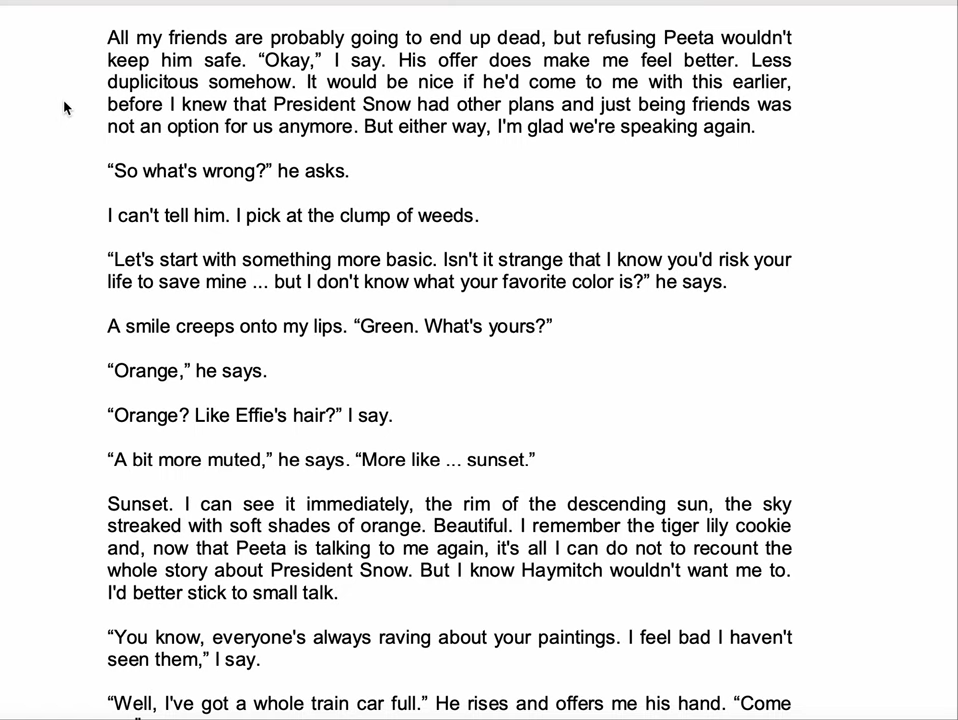 All my friends are probably going to end up dead, but refusing Peeta wouldn't
keep him safe. “Okay,” I say. His offer does make me feel better. Less
duplicitous somehow. It would be nice if he'd come to me with this earlier,
before I knew that President Snow had other plans and just being friends was
not an option for us anymore. But either way, I'm glad we're speaking again.
“So what's wrong?” he asks.
I can't tell him. I pick at the clump of weeds.
“Let's start with something more basic. Isn't it strange that I know you'd risk your
life to save mine ... but I don't know what your favorite color is?” he says.
A smile creeps onto my lips. “Green. What's yours?”
“Orange,” he says.
“Orange? Like Effie's hair?” I say.
“A bit more muted,” he says. “More like ... sunset.”
Sunset. I can see it immediately, the rim of the descending sun, the sky
streaked with soft shades of orange. Beautiful. I remember the tiger lily cookie
and, now that Peeta is talking to me again, it's all I can do not to recount the
whole story about President Snow. But I know Haymitch wouldn't want me to.
I'd better stick to small talk.
“You know, everyone's always raving about your paintings. I feel bad I haven't
seen them,” I say.
“Well, I've got a whole train car full.” He rises and offers me his hand. “Come